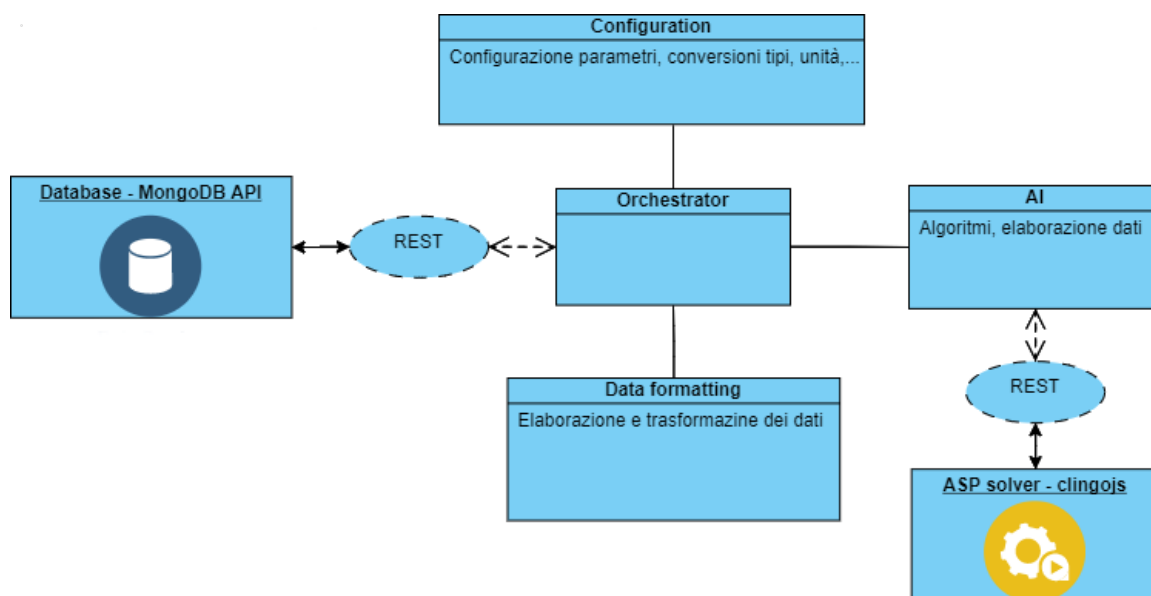 Configuration
Configurazione parametri, conversioni tipi, unità,...
Database - MongoDB API
REST
Orchestrator
AI
Algoritmi, elaborazione dati
Data formatting
Elaborazione e trasformazine dei dati
REST
ASP solver - clingojs